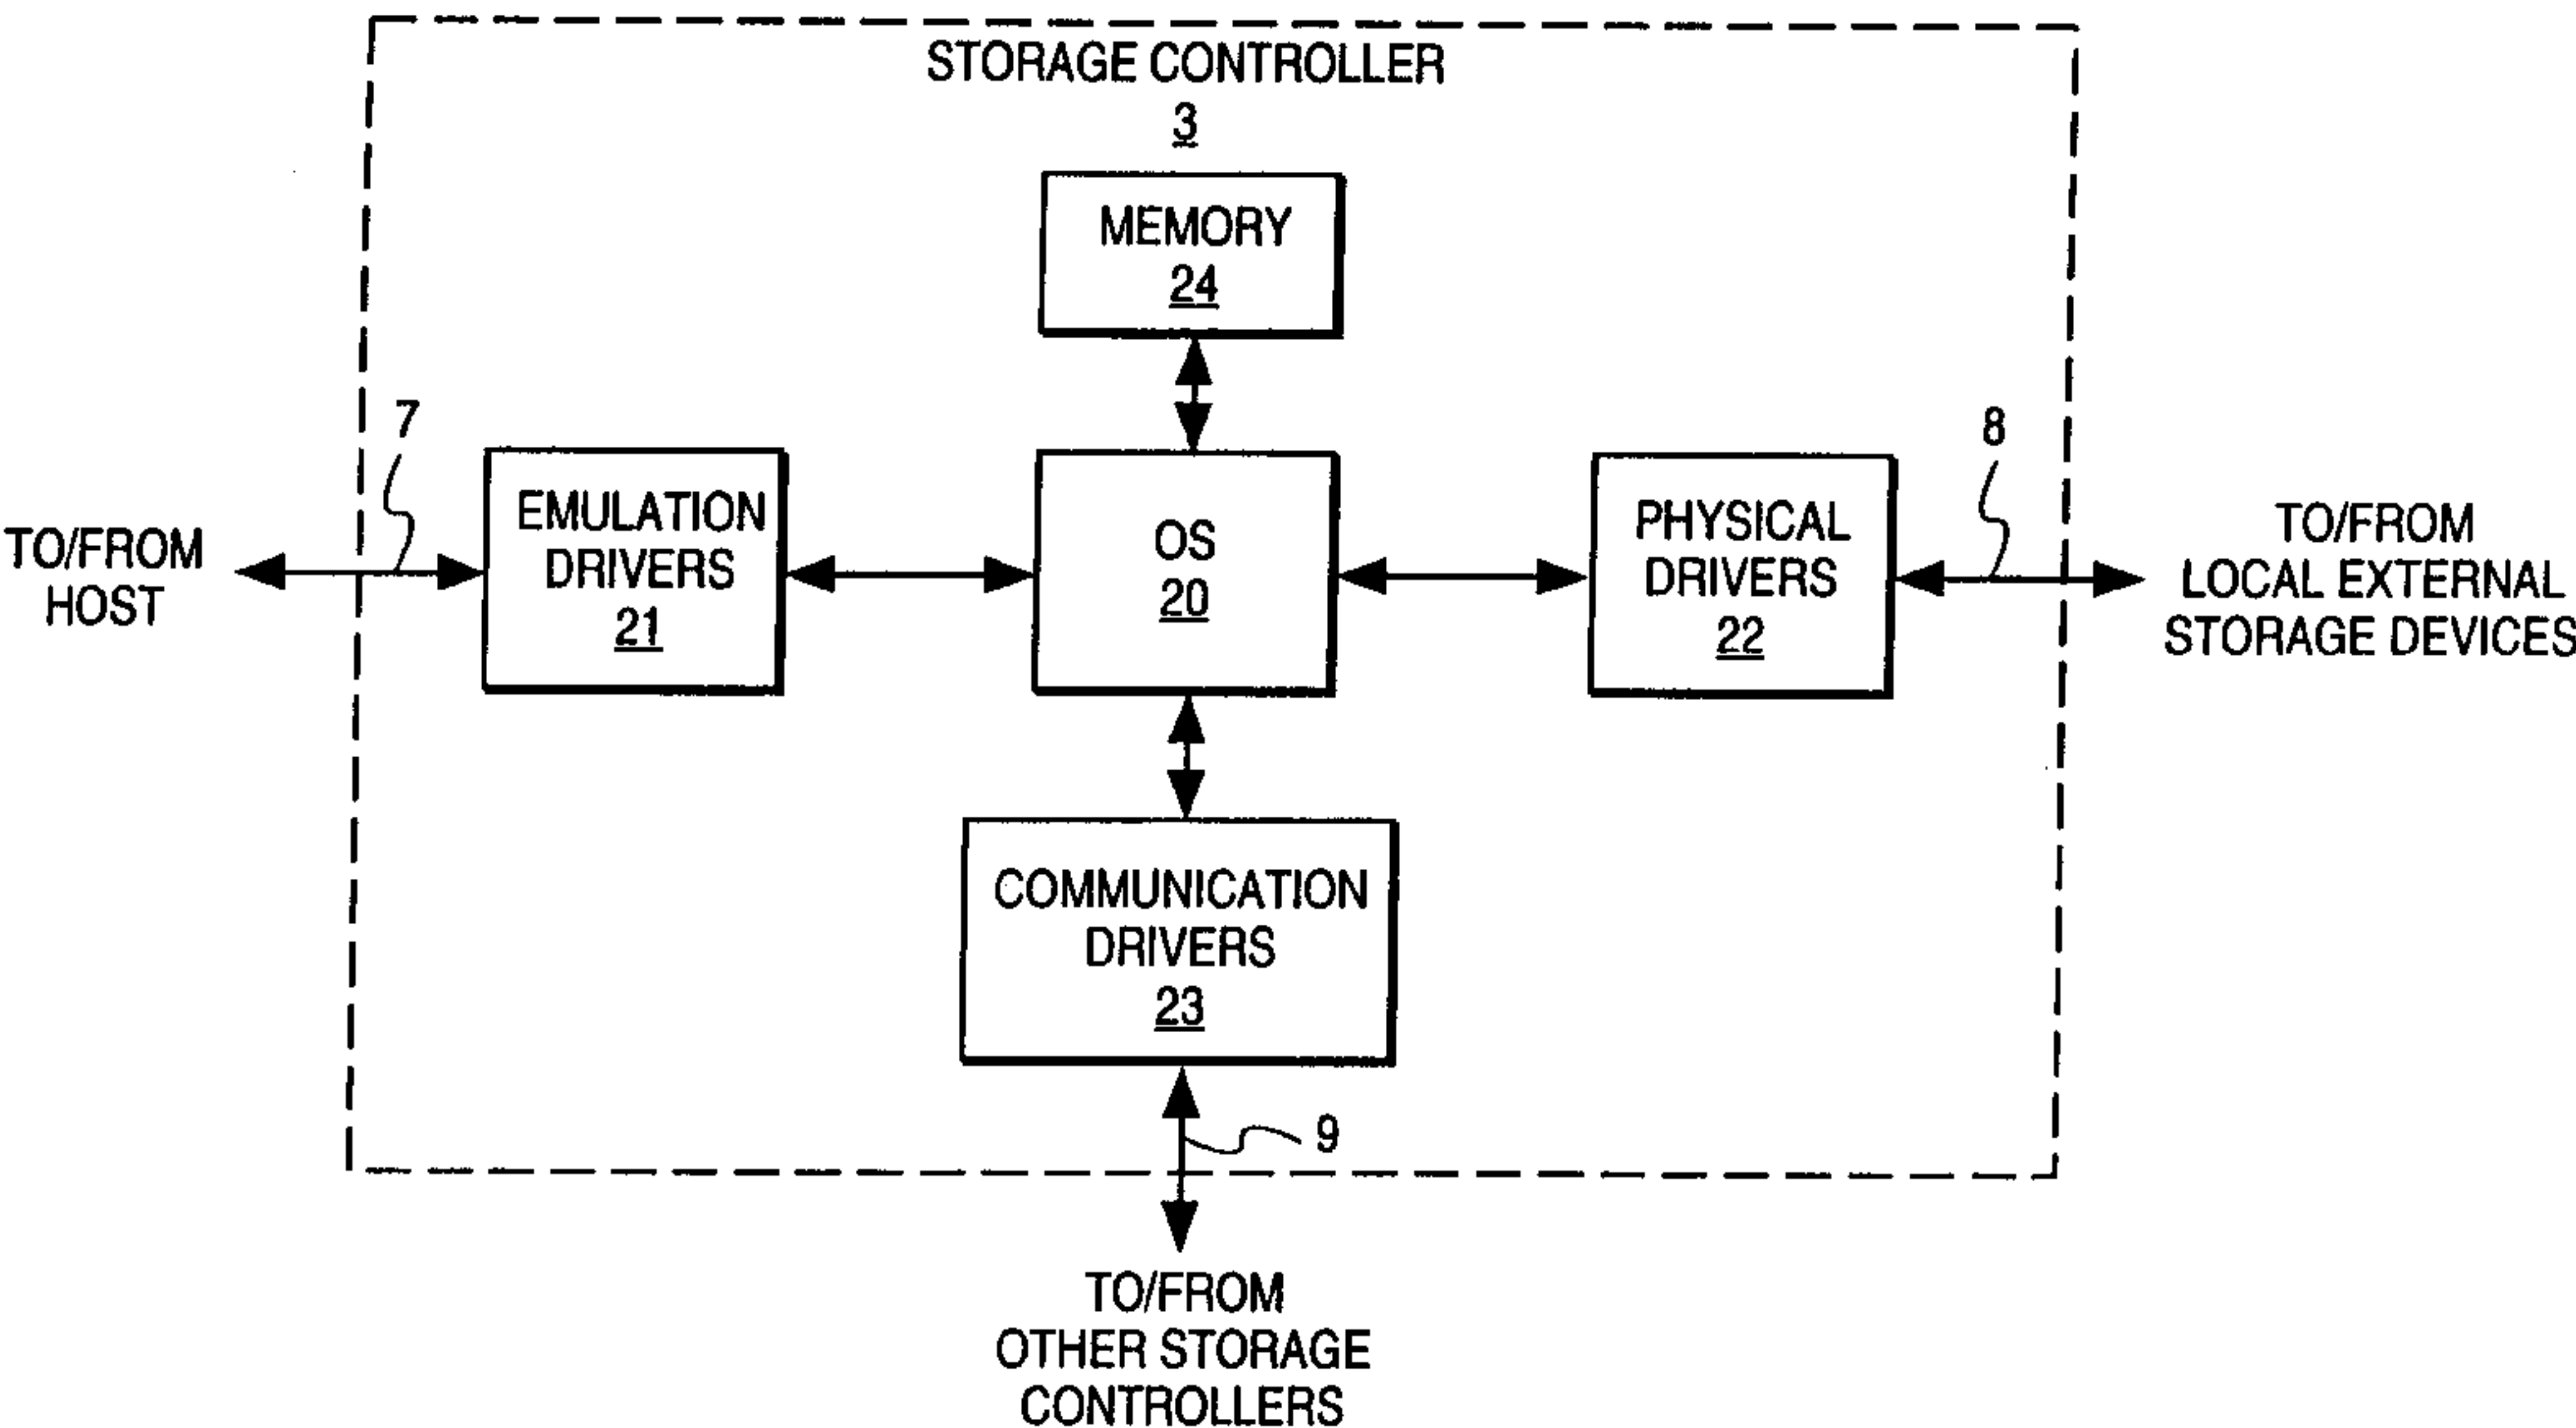 STORAGE CONTROLLER
3
MEMORY
24
7
8
TO/FROM
HOST
EMULATION
DRIVERS
21
OS
20
PHYSICAL
DRIVERS
22
TO/FROM
LOCAL EXTERNAL
STORAGE DEVICES
COMMUNICATION
DRIVERS
23
9
TO/FROM
OTHER STORAGE
CONTROLLERS